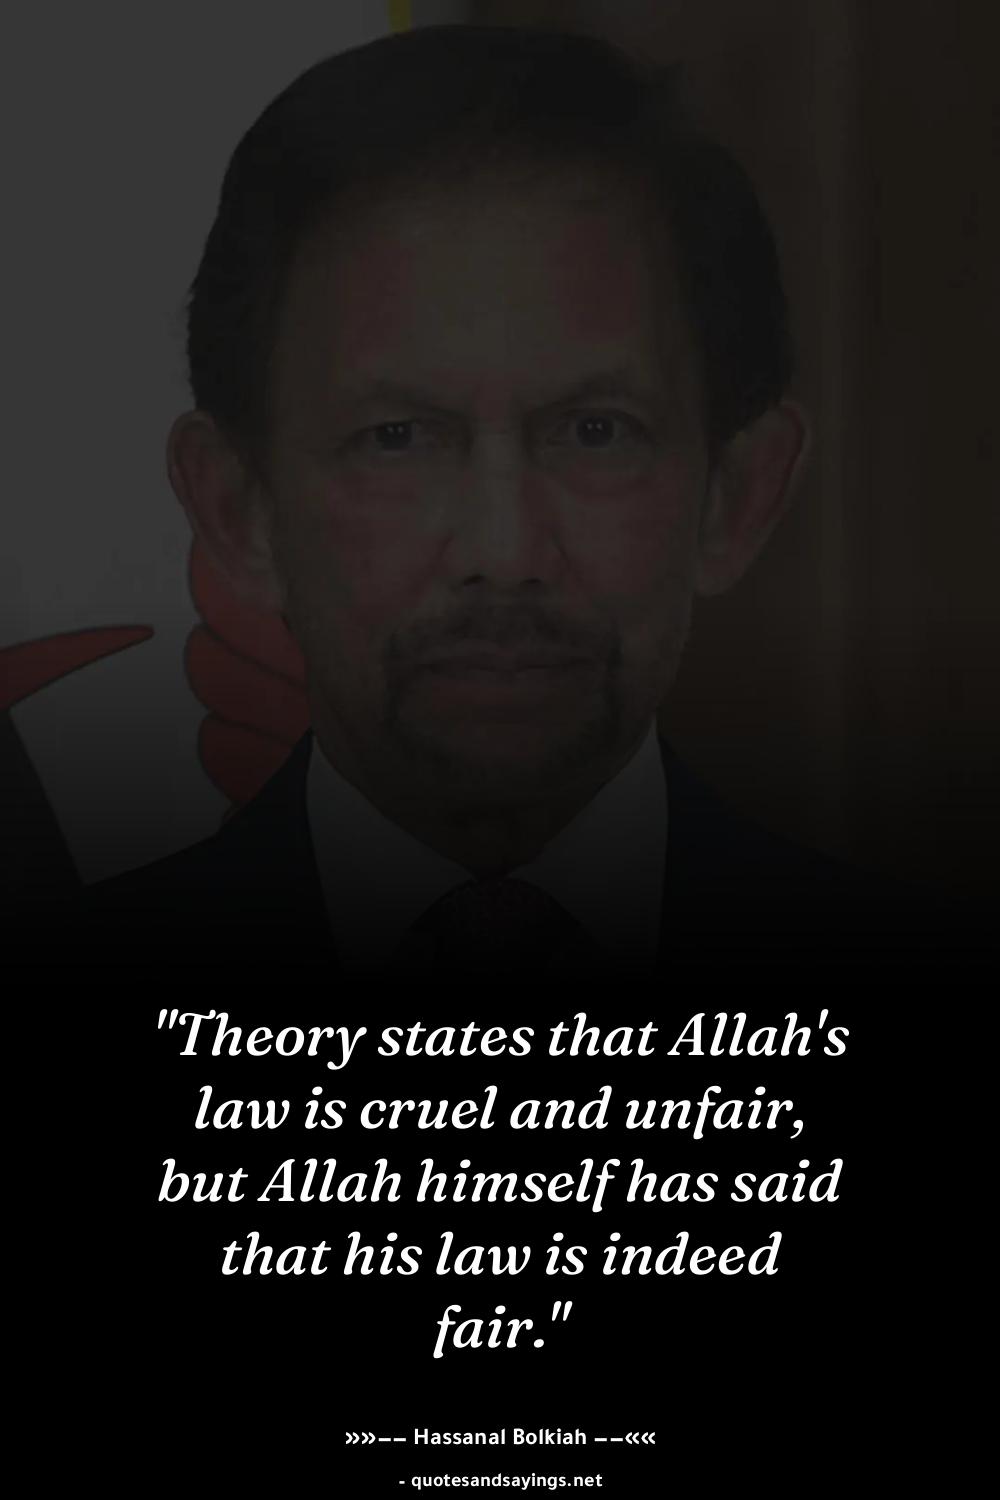 "Theory states that Allah's
law is cruel and unfair,
but Allah himself has said
that his law is indeed
fair."
»»−− Hassanal Bolkiah −−««
- quotesandsayings.net